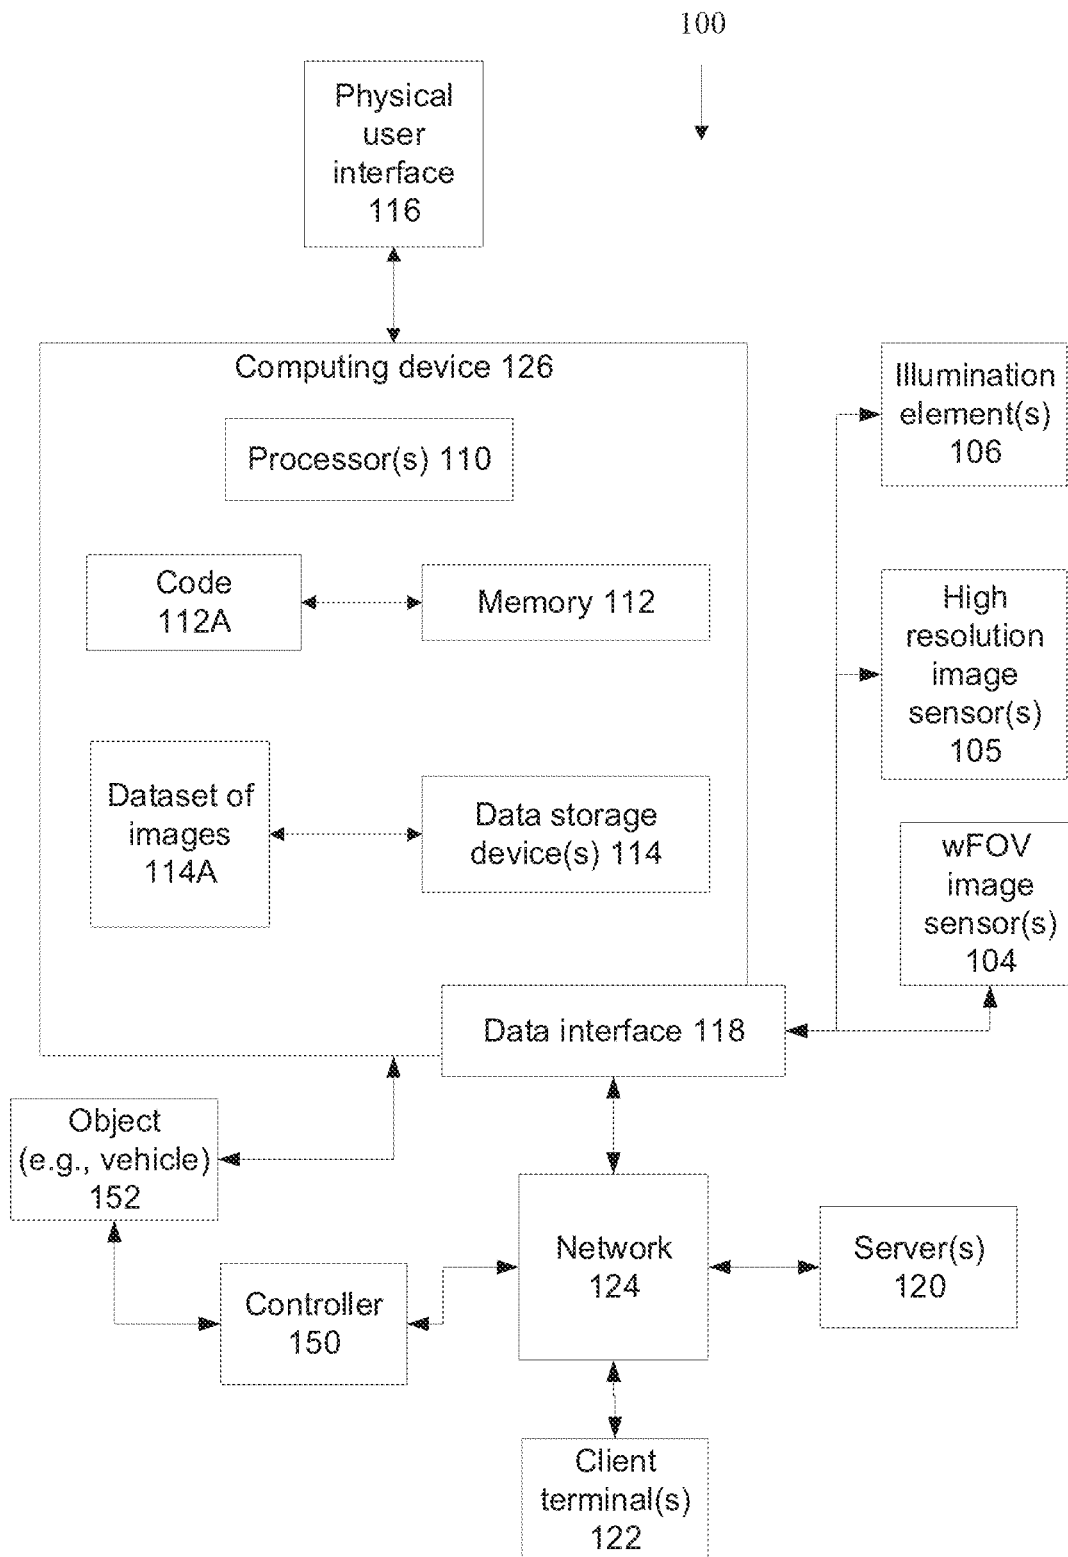 100
Physical
user
interface
116
Computing device 126
Processor(s) 110
Code
112A
Memory 112
Dataset of
images
114A
Data storage
device(s) 114
Illumination
element(s)
106
High
resolution
image
sensor(s)
105
wFOV
image
sensor(s)
104
Data interface 118
Object
(e.g., vehicle)
152
Controller
150
Network
124
Server(s)
120
Client
terminal(s)
122